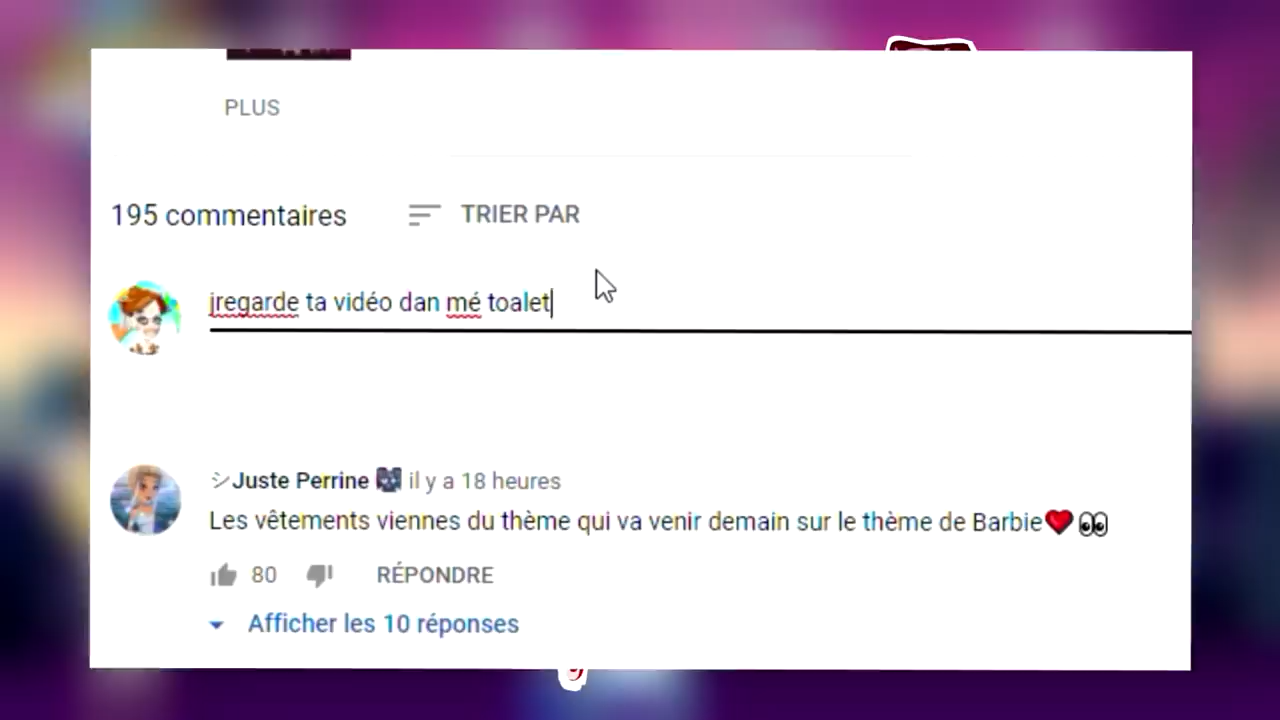 PLUS
195 commentaires TRIER PAR
jregarde ta vidéo dan mé toalet
シJuste Perrine il y a 18 heures
Les vêtements viennes du thème qui va venir demain sur le thème de Barbie❤️👀
80 RÉPONDRE
Afficher les 10 réponses